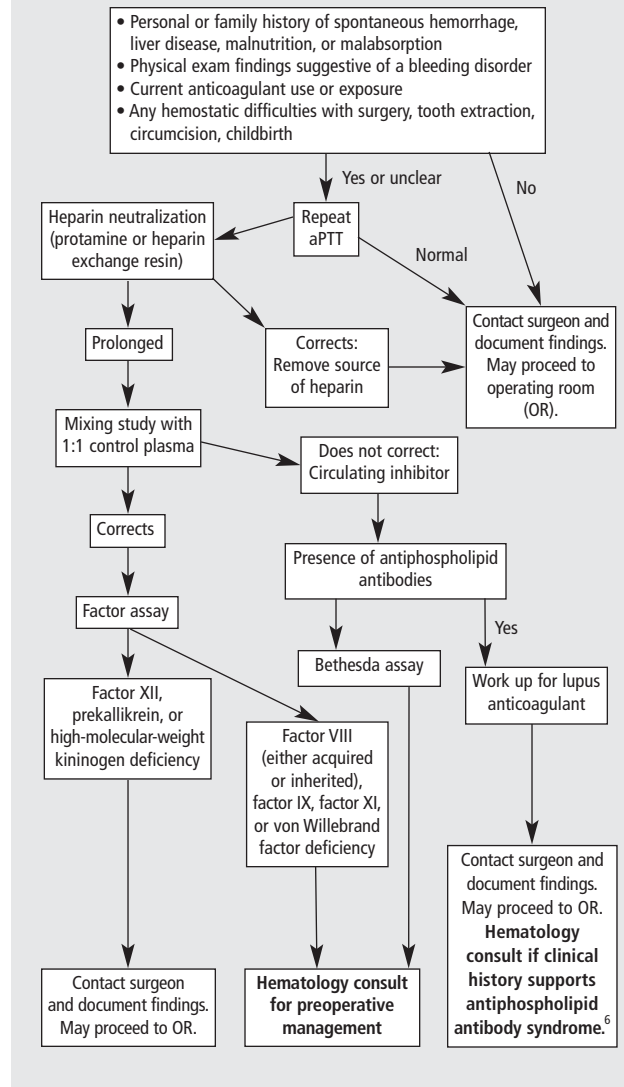 • Personal or family history of spontaneous hemorrhage,
liver disease, malnutrition, or malabsorption
• Physical exam findings suggestive of a bleeding disorder
• Current anticoagulant use or exposure
• Any hemostatic difficulties with surgery, tooth extraction,
circumcision, childbirth
Yes or unclear
No
Heparin neutralization
(protamine or heparin
exchange resin)
Repeat
aPTT
Normal
Prolonged
Corrects:
Remove source
of heparin
Contact surgeon and
document findings.
May proceed to
operating room
(OR).
Mixing study with
1:1 control plasma
Does not correct:
Circulating inhibitor
Corrects
Presence of antiphospholipid
antibodies
Factor assay
Yes
Bethesda assay
Work up for lupus
anticoagulant
Factor XII,
prekallikrein, or
high-molecular-weight
kininogen deficiency
Factor VIII
(either acquired
or inherited),
factor IX, factor XI,
or von Willebrand
factor deficiency
Contact surgeon and
document findings.
May proceed to OR.
Hematology
consult if clinical
history supports
antiphospholipid
antibody syndrome.6
Contact surgeon
and document findings.
May proceed to OR.
Hematology consult
for preoperative
management